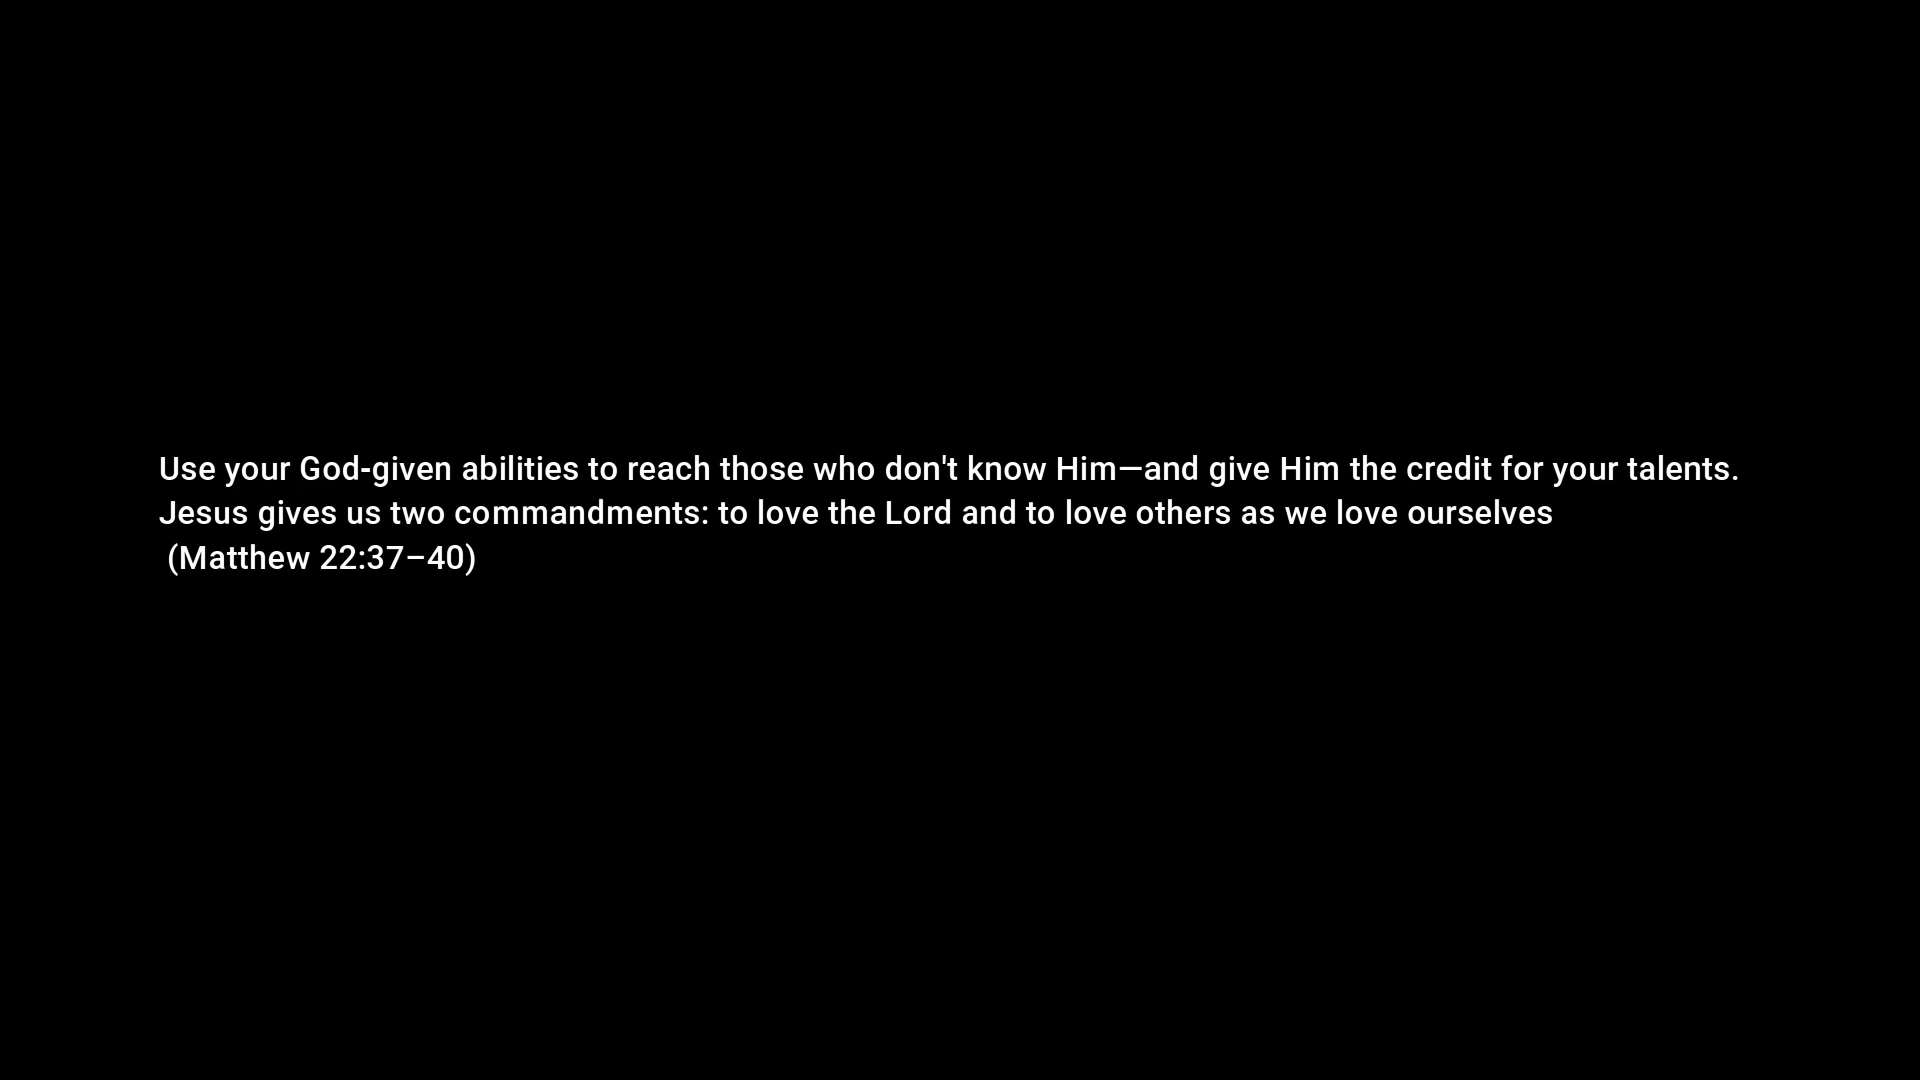 Use your God-given abilities to reach those who don't know Him—and give Him the credit for your talents.
Jesus gives us two commandments: to love the Lord and to love others as we love ourselves
(Matthew 22:37–40)